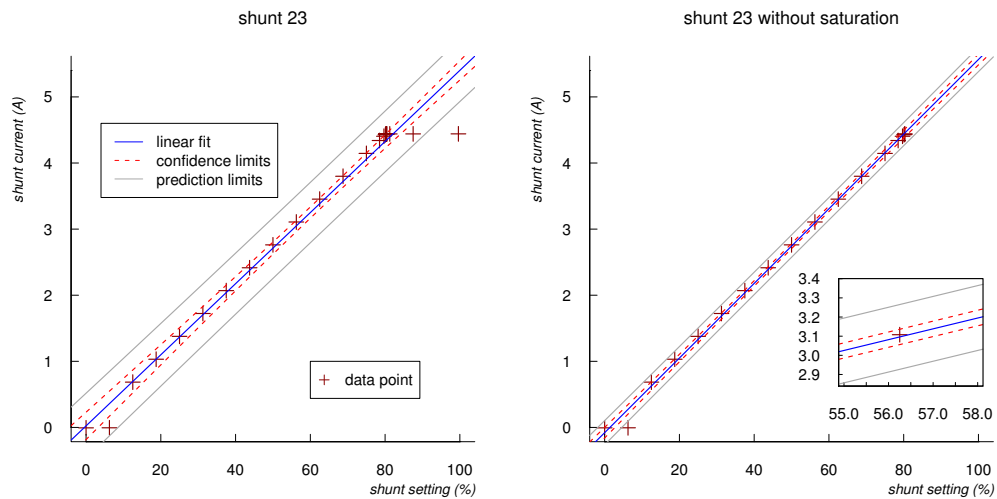 shunt 23
shunt current (A)
5
4
3
2
1
0
linear fit
confidence limits
prediction limits
data point
0 20 40 60 80 100
shunt setting (%)
shunt 23 without saturation
shunt current (A)
5
4
3
2
1
0
3.4
3.3
3.2
3.1
3.0
2.9
55.0 56.0 57.0 58.0
0 20 40 60 80 100
shunt setting (%)